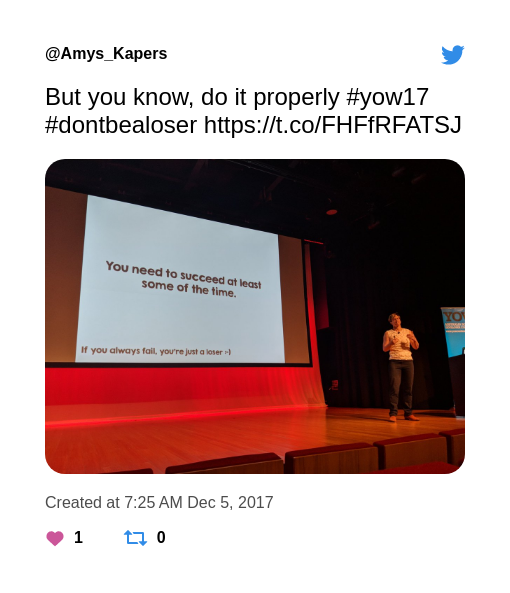 @Amys_Kapers
But you know, do it properly #yow17
#dontbealoser https://t.co/FHFfRFATSJ
You need to succeed at least
some of the time.
If you always fail, you're just a loser :-)
YOW
Created at 7:25 AM Dec 5, 2017
1 0